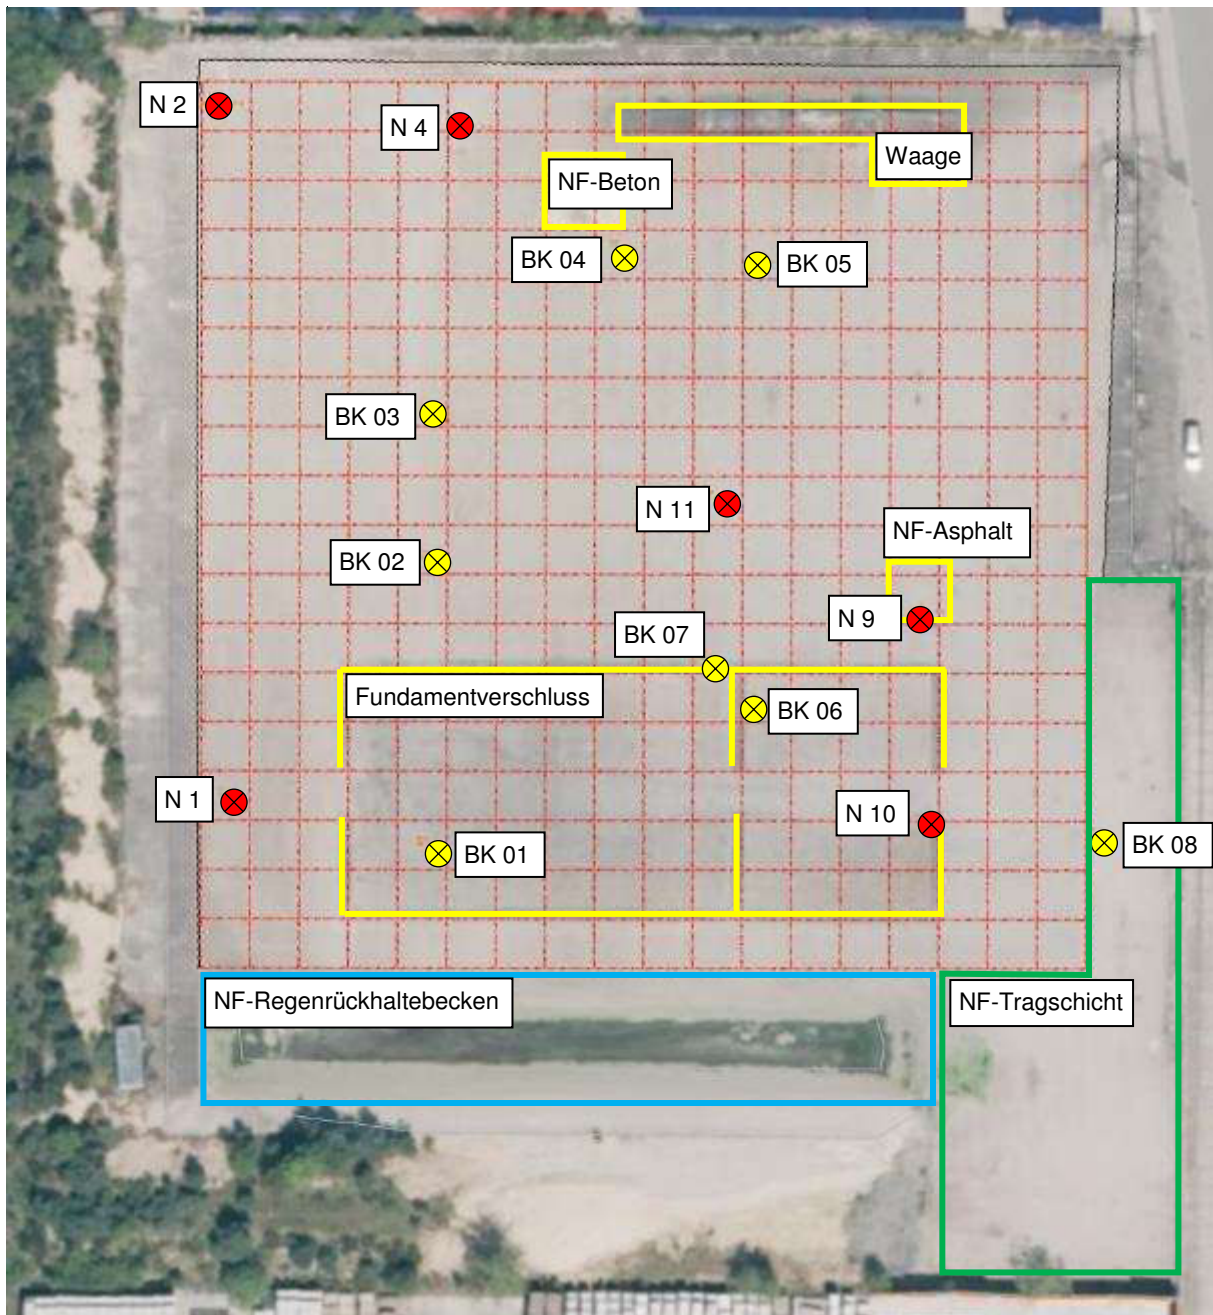 N 2
N 4
Waage
NF-Beton
BK 04
BK 05
BK 03
N 11
NF-Asphalt
BK 02
N 9
BK 07
Fundamentverschluss
BK 06
N 1
N 10
BK 01
BK 08
NF-Regenrückhaltebecken
NF-Tragschicht